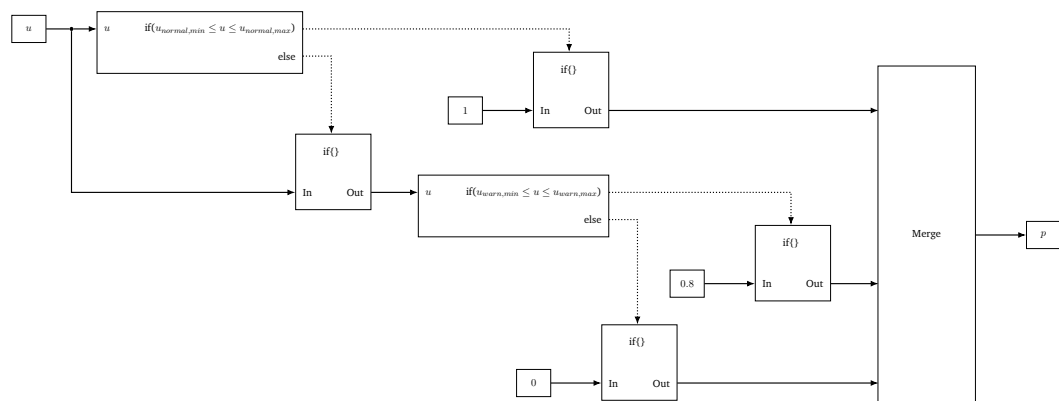 u
u if(u_{normal,min} ≤ u ≤ u_{normal,max})
else
if{}
1
In Out
if{}
In Out
u if(u_{warn,min} ≤ u ≤ u_{warn,max})
else
if{}
0.8
In Out
Merge
p
if{}
0
In Out